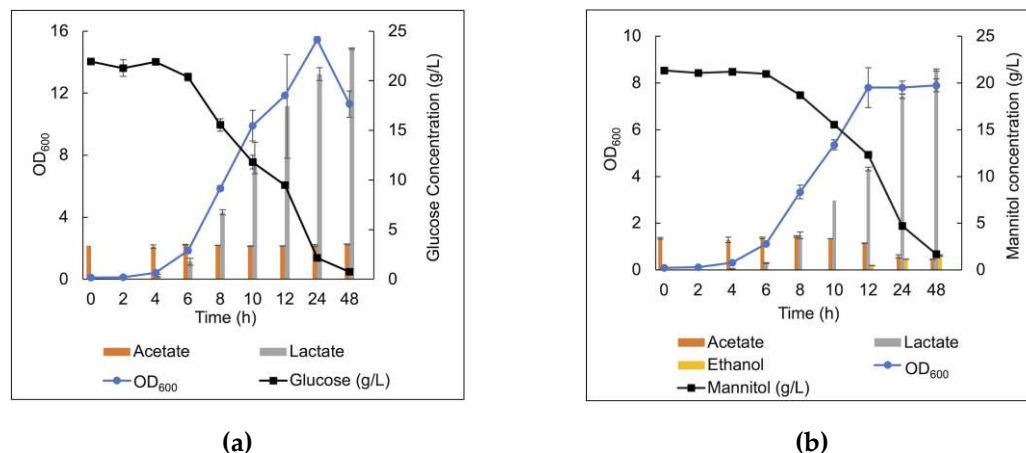 16
14
12
8
4
0
OD600
25
20
15
10
5
0
Glucose Concentration (g/L)
0 2 4 6 8 10 12 24 48
Time (h)
Acetate Lactate
OD600 Glucose (g/L)
(a)
10
8
6
4
2
0
OD600
25
20
15
10
5
0
Mannitol concentration (g/L)
0 2 4 6 8 10 12 24 48
Time (h)
Acetate Lactate
Ethanol OD600
Mannitol (g/L)
(b)